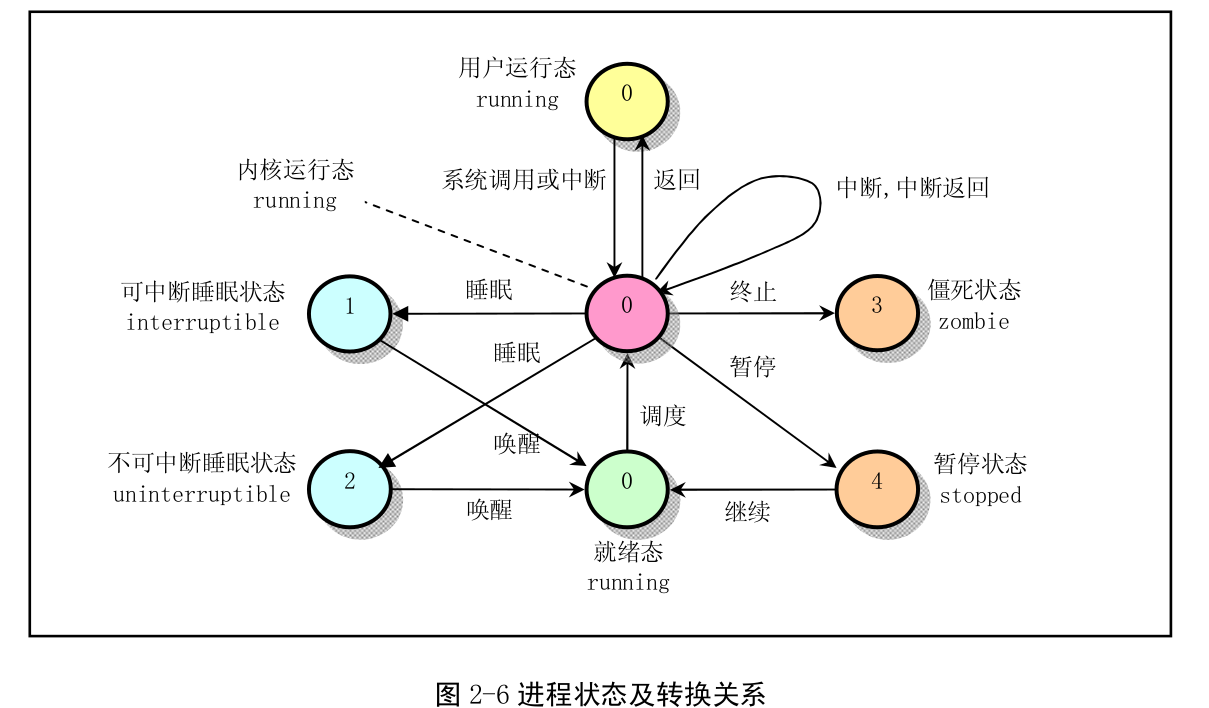 用户运行态
running
0
内核运行态
running
系统调用或中断
返回
中断,中断返回
可中断睡眠状态
interruptible
1
睡眠
0
终止
3
僵死状态
zombie
睡眠
暂停
调度
唤醒
不可中断睡眠状态
uninterruptible
2
唤醒
0
继续
4
暂停状态
stopped
就绪态
running
图 2-6 进程状态及转换关系